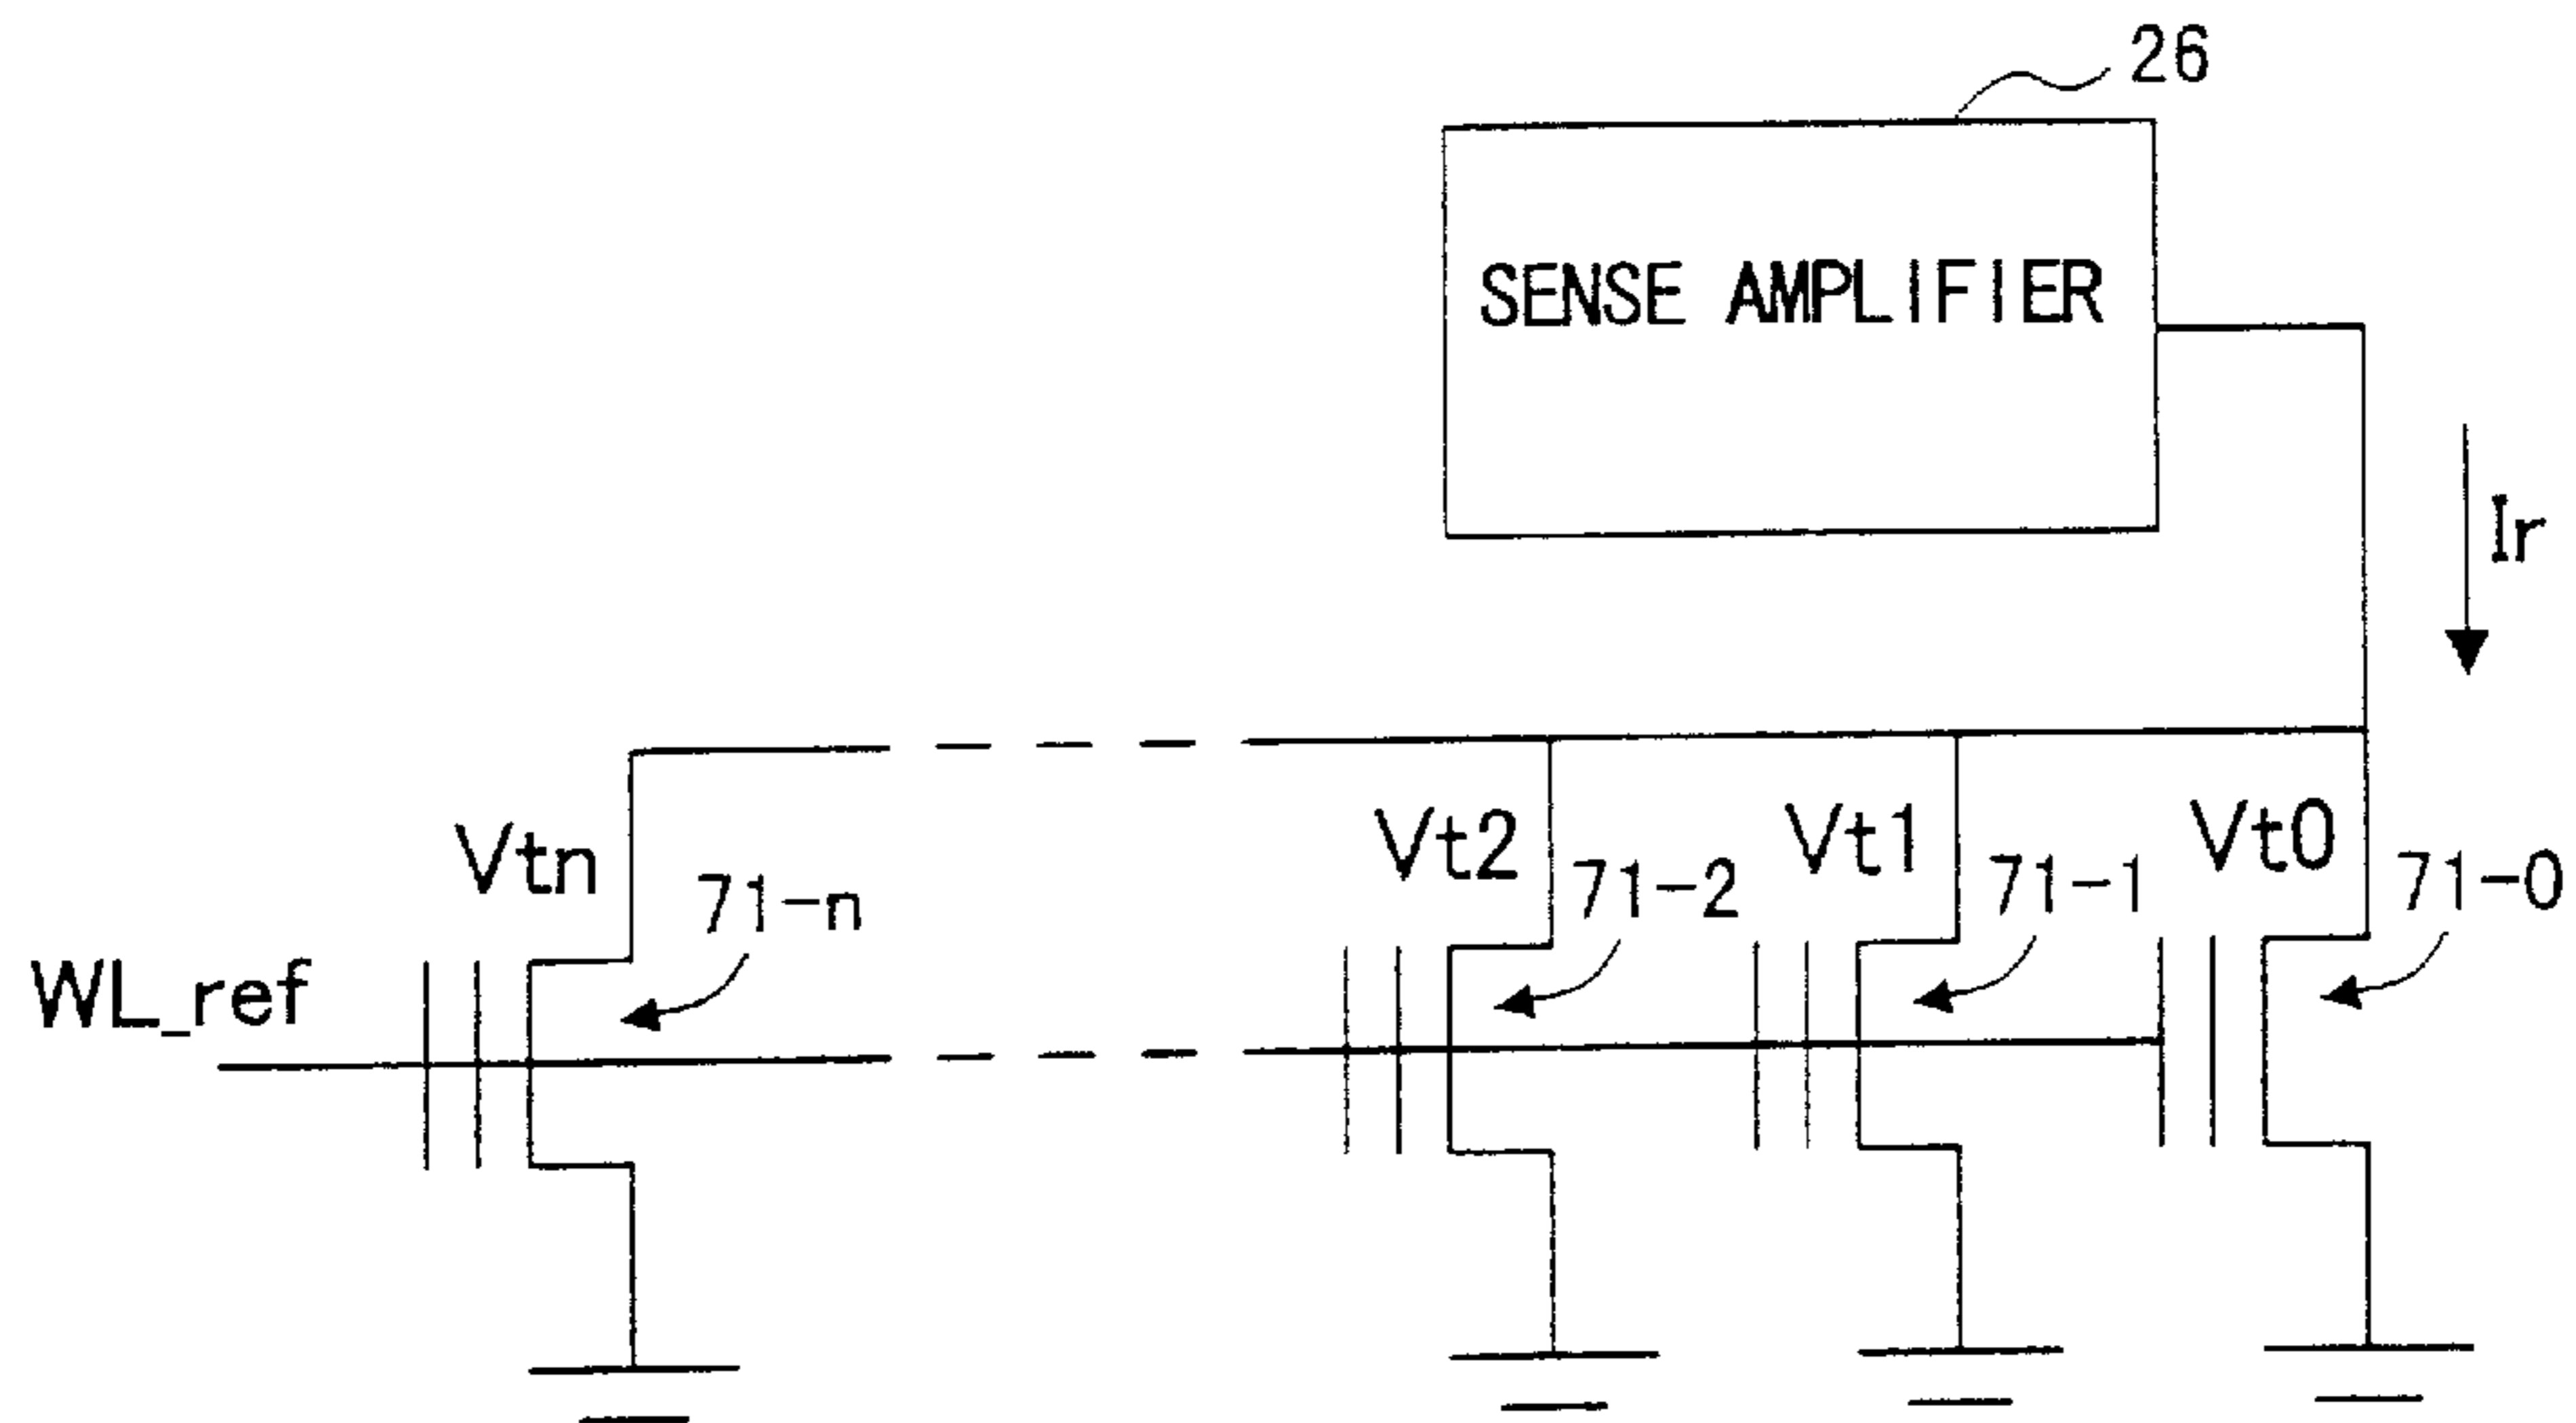 26
SENSE AMPLIFIER
Ir
Vtn
Vt2
Vt1
Vt0
71-n
71-2
71-1
71-0
WL_ref